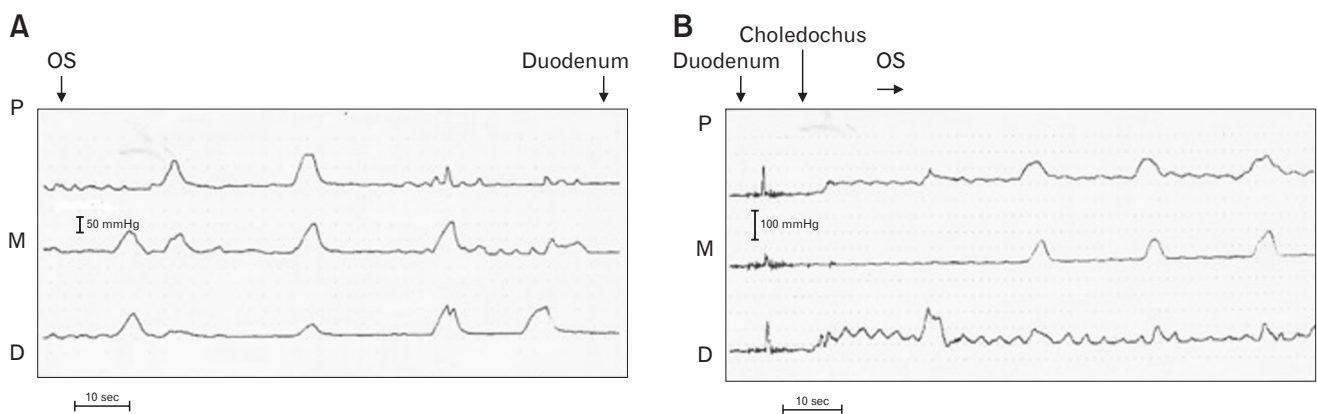 A
OS
Duodenum
P
50 mmHg
M
D
10 sec
B
Choledochus
Duodenum
OS
P
100 mmHg
M
D
10 sec